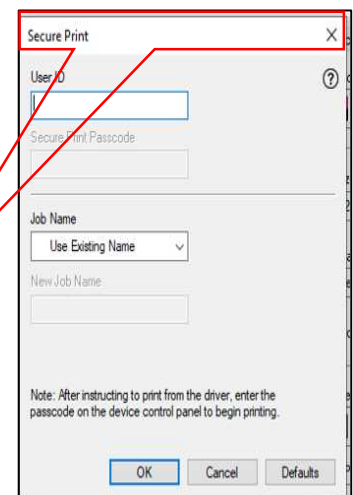 Secure Print
User ID
Secure Print Passcode
Job Name
Use Existing Name
New Job Name
Note: After instructing to print from the driver, enter the
passcode on the device control panel to begin printing.
OK Cancel Defaults